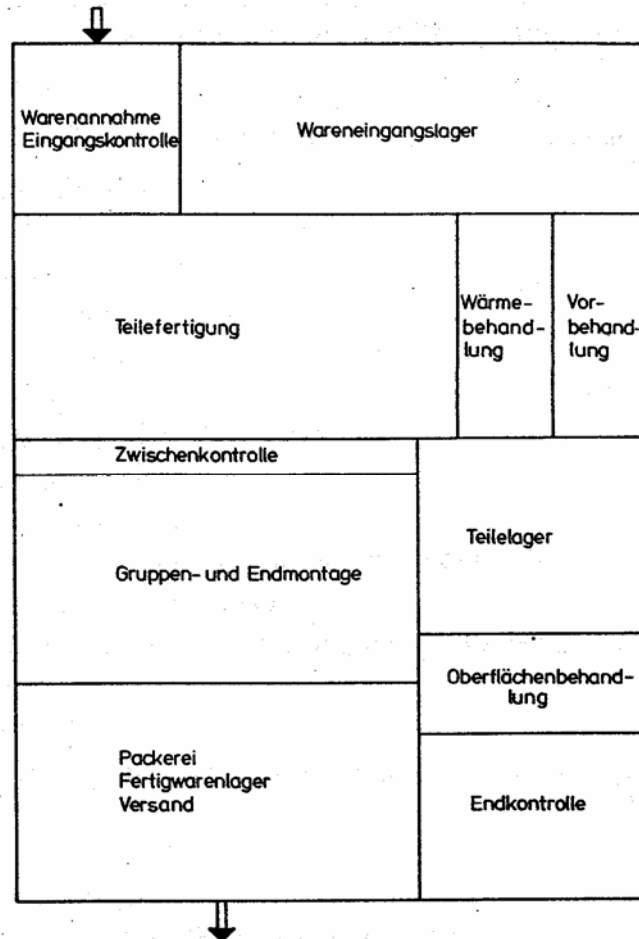 Warenannahme
Eingangskontrolle
Wareneingangslager
Teilefertigung
Wärme-
behand-
lung
Vor-
behand-
lung
Zwischenkontrolle
Teilelager
Gruppen- und Endmontage
Oberflächenbehand-
lung
Packerei
Fertigwarenlager
Versand
Endkontrolle